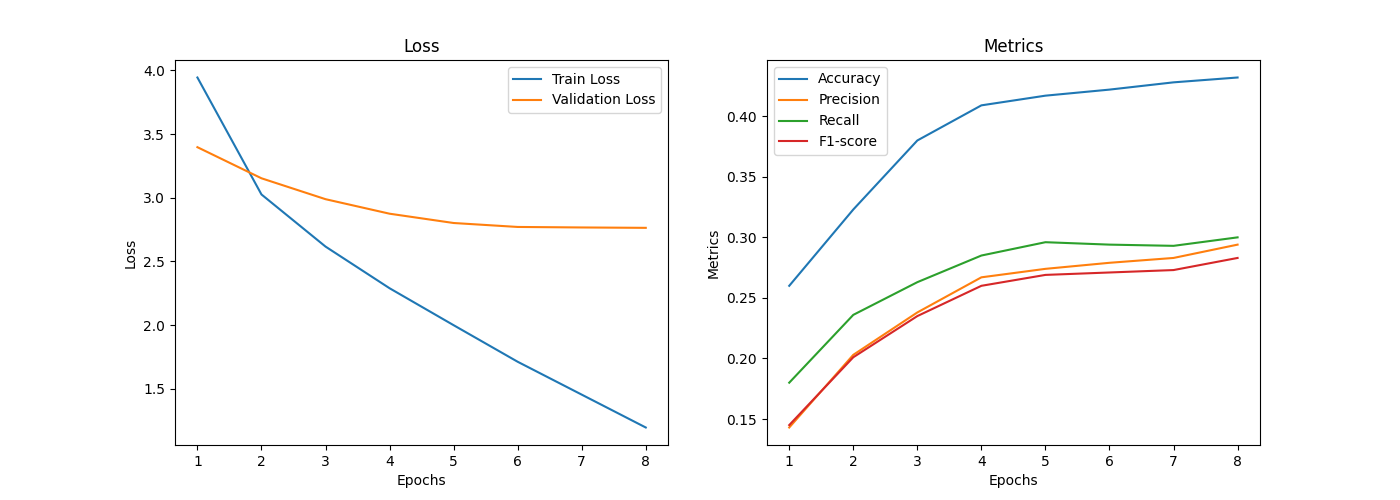 Loss
Train Loss
Validation Loss
4.0
3.5
3.0
2.5
2.0
1.5
Loss
1 2 3 4 5 6 7 8
Epochs
Metrics
Accuracy
Precision
Recall
F1-score
0.40
0.35
0.30
0.25
0.20
0.15
Metrics
1 2 3 4 5 6 7 8
Epochs